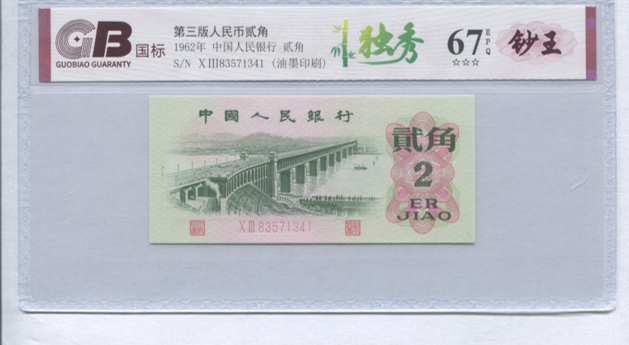 GB 国标
GUOBIAO GUARANTY
第三版人民币贰角
1962年 中国人民银行 贰角
S/N XIII83571341 (油墨印刷)
独秀
67 EPQ
☆☆☆
钞王
中國人民銀行
貳角
2
ER
JIAO
XIII 83571341